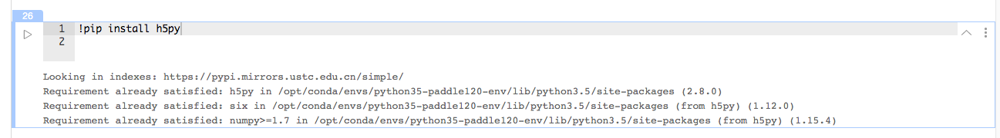 26
1 !pip install h5py
2
Looking in indexes: https://pypi.mirrors.ustc.edu.cn/simple/
Requirement already satisfied: h5py in /opt/conda/envs/python35-paddle120-env/lib/python3.5/site-packages (2.8.0)
Requirement already satisfied: six in /opt/conda/envs/python35-paddle120-env/lib/python3.5/site-packages (from h5py) (1.12.0)
Requirement already satisfied: numpy>=1.7 in /opt/conda/envs/python35-paddle120-env/lib/python3.5/site-packages (from h5py) (1.15.4)